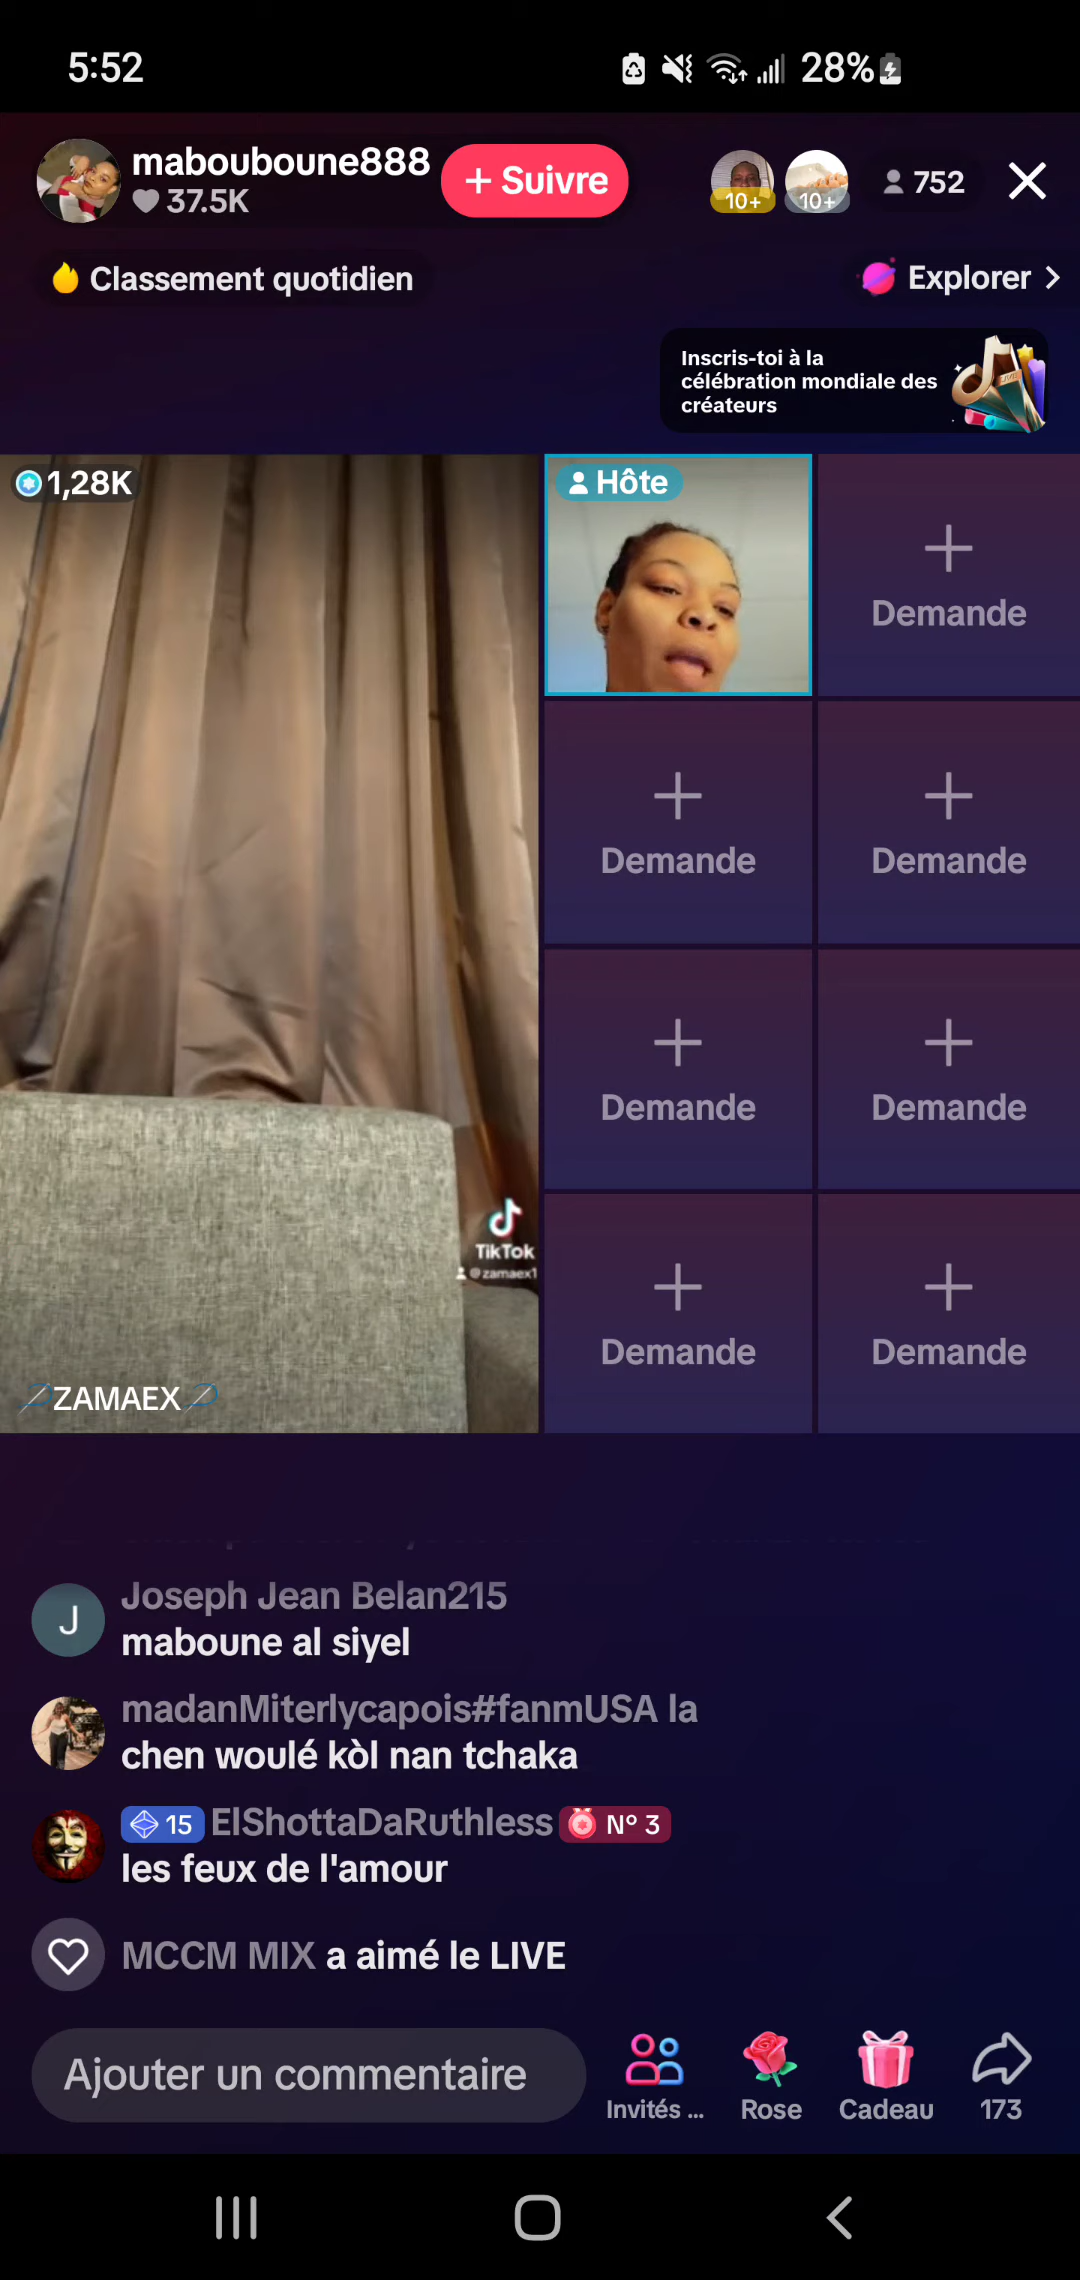 5:52
28%
mabouboune888
37.5K
+ Suivre
10+
10+
752
Classement quotidien
Explorer
Inscris-toi à la
célébration mondiale des
créateurs
1,28K
Hôte
Demande
Demande
Demande
Demande
Demande
Demande
Demande
TikTok
@zamaex1
ZAMAEX
Joseph Jean Belan215
J
maboune al siyel
madanMiterlycapois#fanmUSA la
chen woulé kòl nan tchaka
15 ElShottaDaRuthless Nº 3
les feux de l'amour
MCCM MIX a aimé le LIVE
Ajouter un commentaire
Invités ...
Rose
Cadeau
173